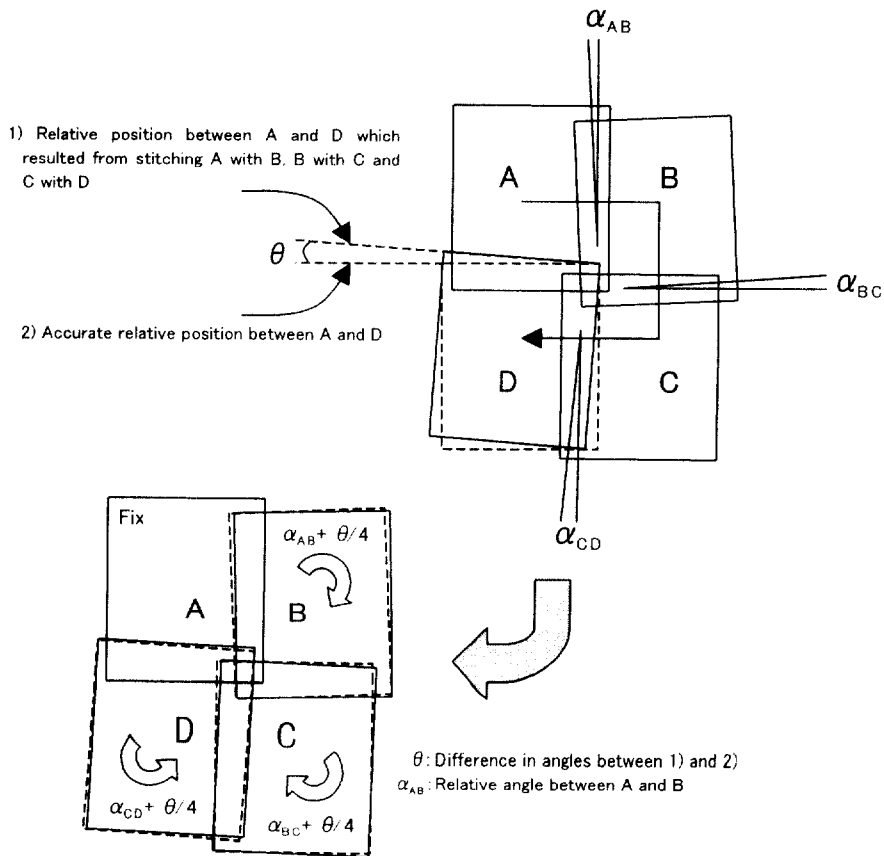 α_AB
1) Relative position between A and D which
resulted from stitching A with B, B with C and
C with D
A
B
θ
α_BC
2) Accurate relative position between A and D
D
C
α_CD
Fix
α_AB + θ/4
A
B
D
C
α_CD + θ/4
α_BC + θ/4
θ: Difference in angles between 1) and 2)
α_AB: Relative angle between A and B